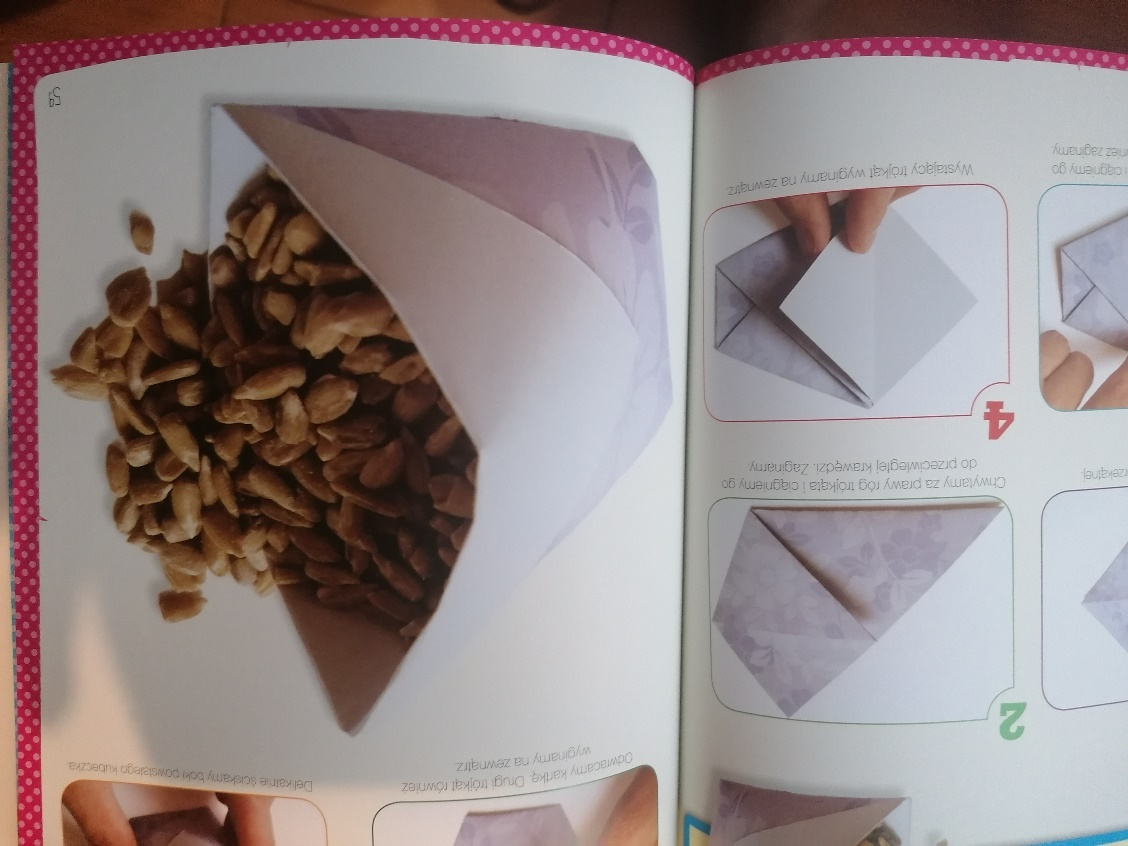 2
Chwytamy za prawy róg trójkąta i ciągniemy go
do przeciwległej krawędzi. Zaginamy.
4
i ciągniemy go
zaginamy.
Wystający trójkąt wyginamy na zewnątrz.
Odwracamy kartkę. Drugi trójkąt również
wyginamy na zewnątrz.
Delikatnie ściskamy boki powstałego kubeczka.
59